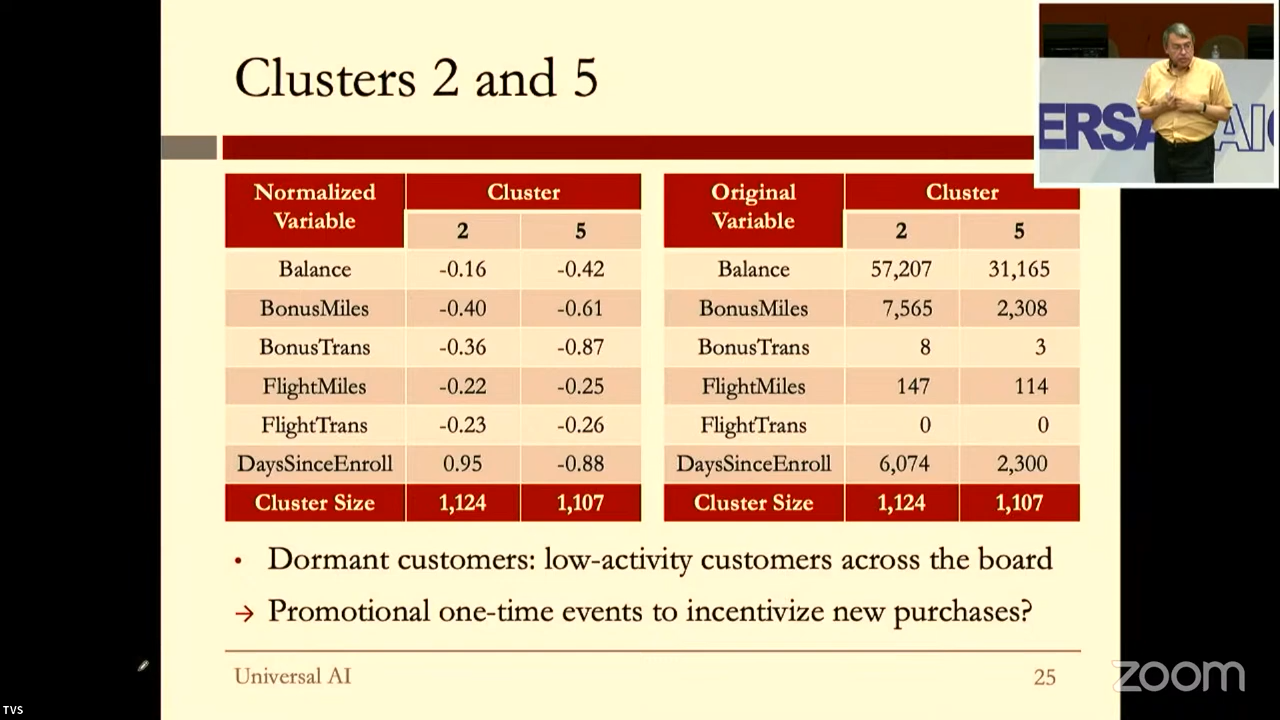 Clusters 2 and 5
Normalized Variable Cluster
2 5
Balance -0.16 -0.42
BonusMiles -0.40 -0.61
BonusTrans -0.36 -0.87
FlightMiles -0.22 -0.25
FlightTrans -0.23 -0.26
DaysSinceEnroll 0.95 -0.88
Cluster Size 1,124 1,107
Original Variable Cluster
2 5
Balance 57,207 31,165
BonusMiles 7,565 2,308
BonusTrans 8 3
FlightMiles 147 114
FlightTrans 0 0
DaysSinceEnroll 6,074 2,300
Cluster Size 1,124 1,107
• Dormant customers: low-activity customers across the board
→ Promotional one-time events to incentivize new purchases?
Universal AI 25
ERSA AI
zoom
TVS